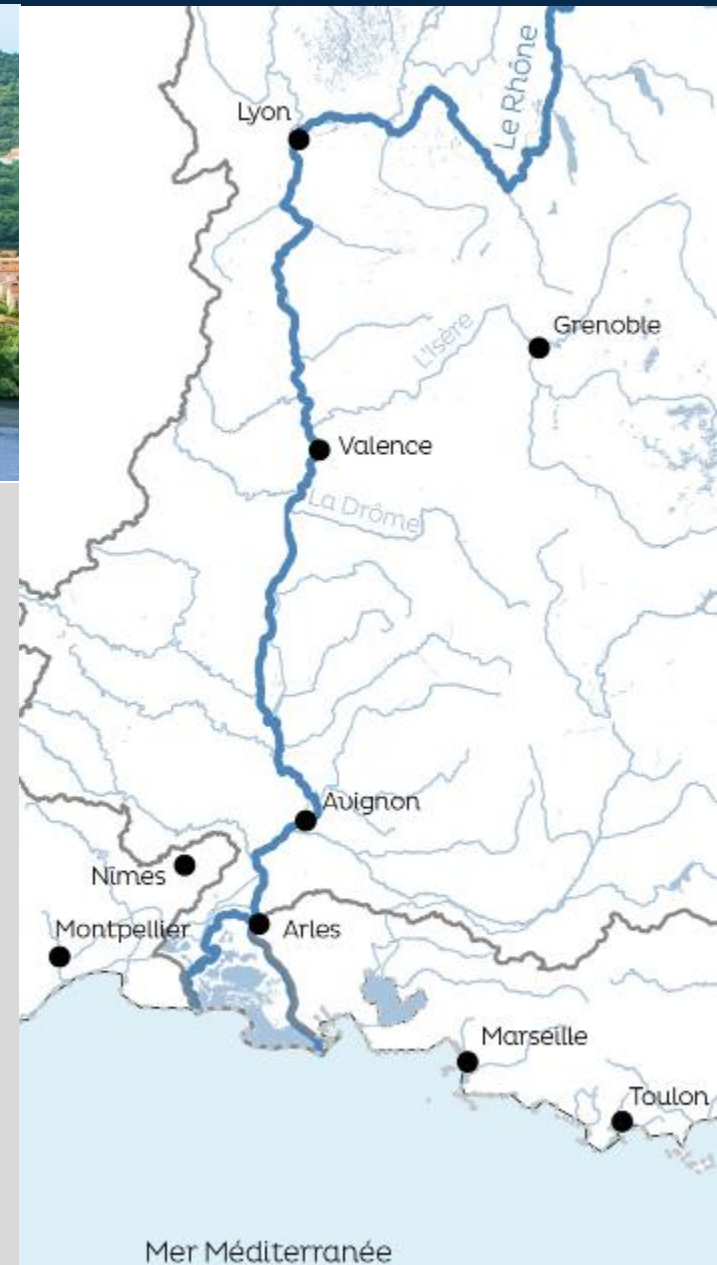 Le Rhône
Lyon
Grenoble
L'Isère
Valence
La Drôme
Avignon
Nîmes
Montpellier
Arles
Marseille
Toulon
Mer Méditerranée